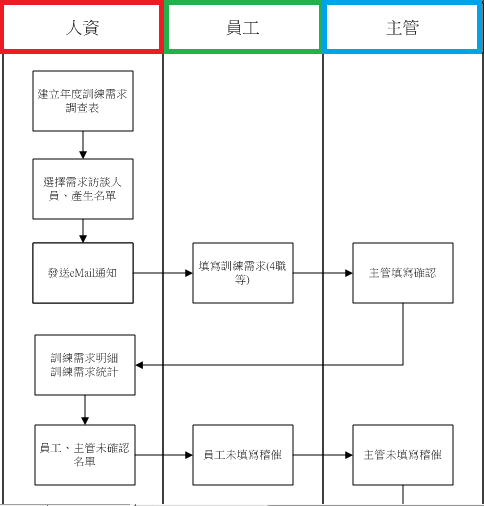 人資
員工
主管
建立年度訓練需求
調查表
選擇需求訪談人
員、產生名單
發送eMail通知
填寫訓練需求(4職
等)
主管填寫確認
訓練需求明細
訓練需求統計
員工、主管未確認
名單
員工未填寫稽催
主管未填寫稽催